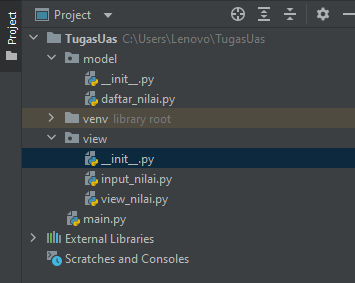 Project
Project
TugasUas C:\Users\Lenovo\TugasUas
model
__init__.py
daftar_nilai.py
venv library root
view
__init__.py
input_nilai.py
view_nilai.py
main.py
External Libraries
Scratches and Consoles